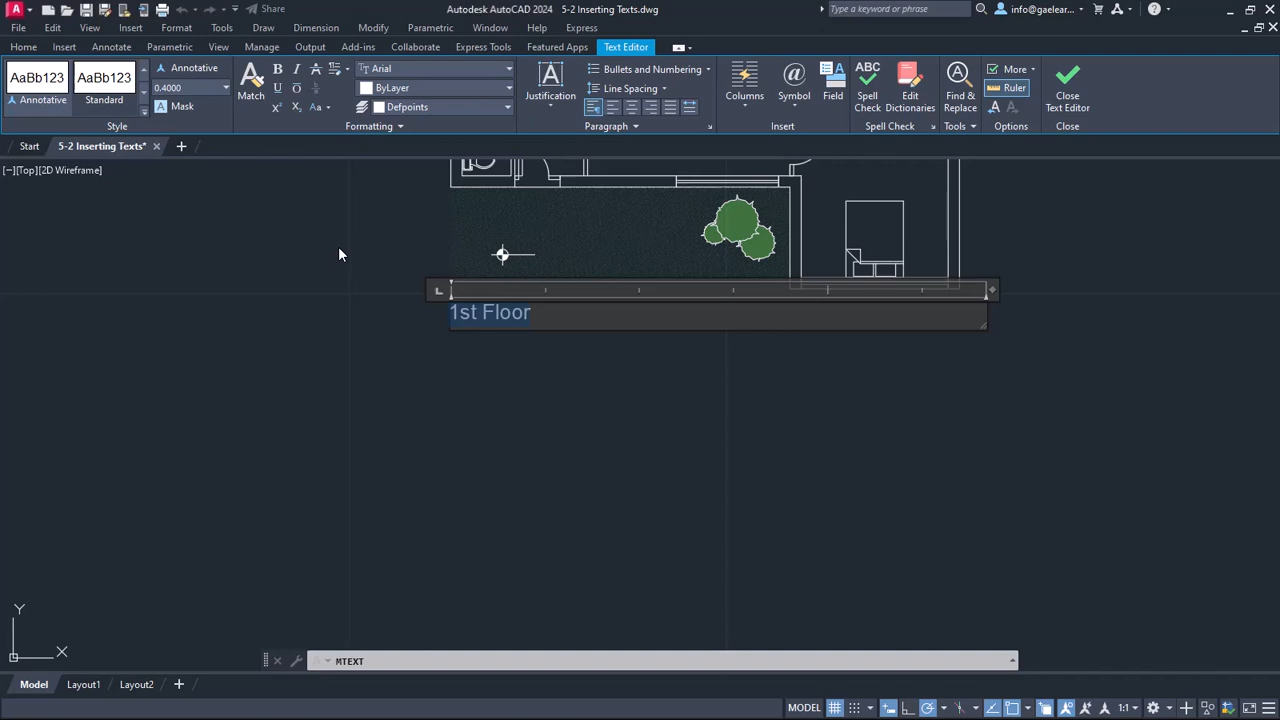 Share
Autodesk AutoCAD 2024 5-2 Inserting Texts.dwg
Type a keyword or phrase
info@gaelear...
File Edit View Insert Format Tools Draw Dimension Modify Parametric Window Help Express
Home Insert Annotate Parametric View Manage Output Add-ins Collaborate Express Tools Featured Apps Text Editor
AaBb123 AaBb123 Annotative
Annotative Standard
0.4000
A Mask
Style
Match
B I A
U O
X² X₂ Aa
Arial
ByLayer
Defpoints
Formatting
Justification
Bullets and Numbering
Line Spacing
Paragraph
Columns Symbol Field
Insert
ABC
Spell Check
Edit Dictionaries
Spell Check
Find & Replace
Tools
More
Ruler
Options
Close Text Editor
Close
Start 5-2 Inserting Texts*
[−][Top][2D Wireframe]
1st Floor
Y
X
MTEXT
Model Layout1 Layout2
MODEL 1:1